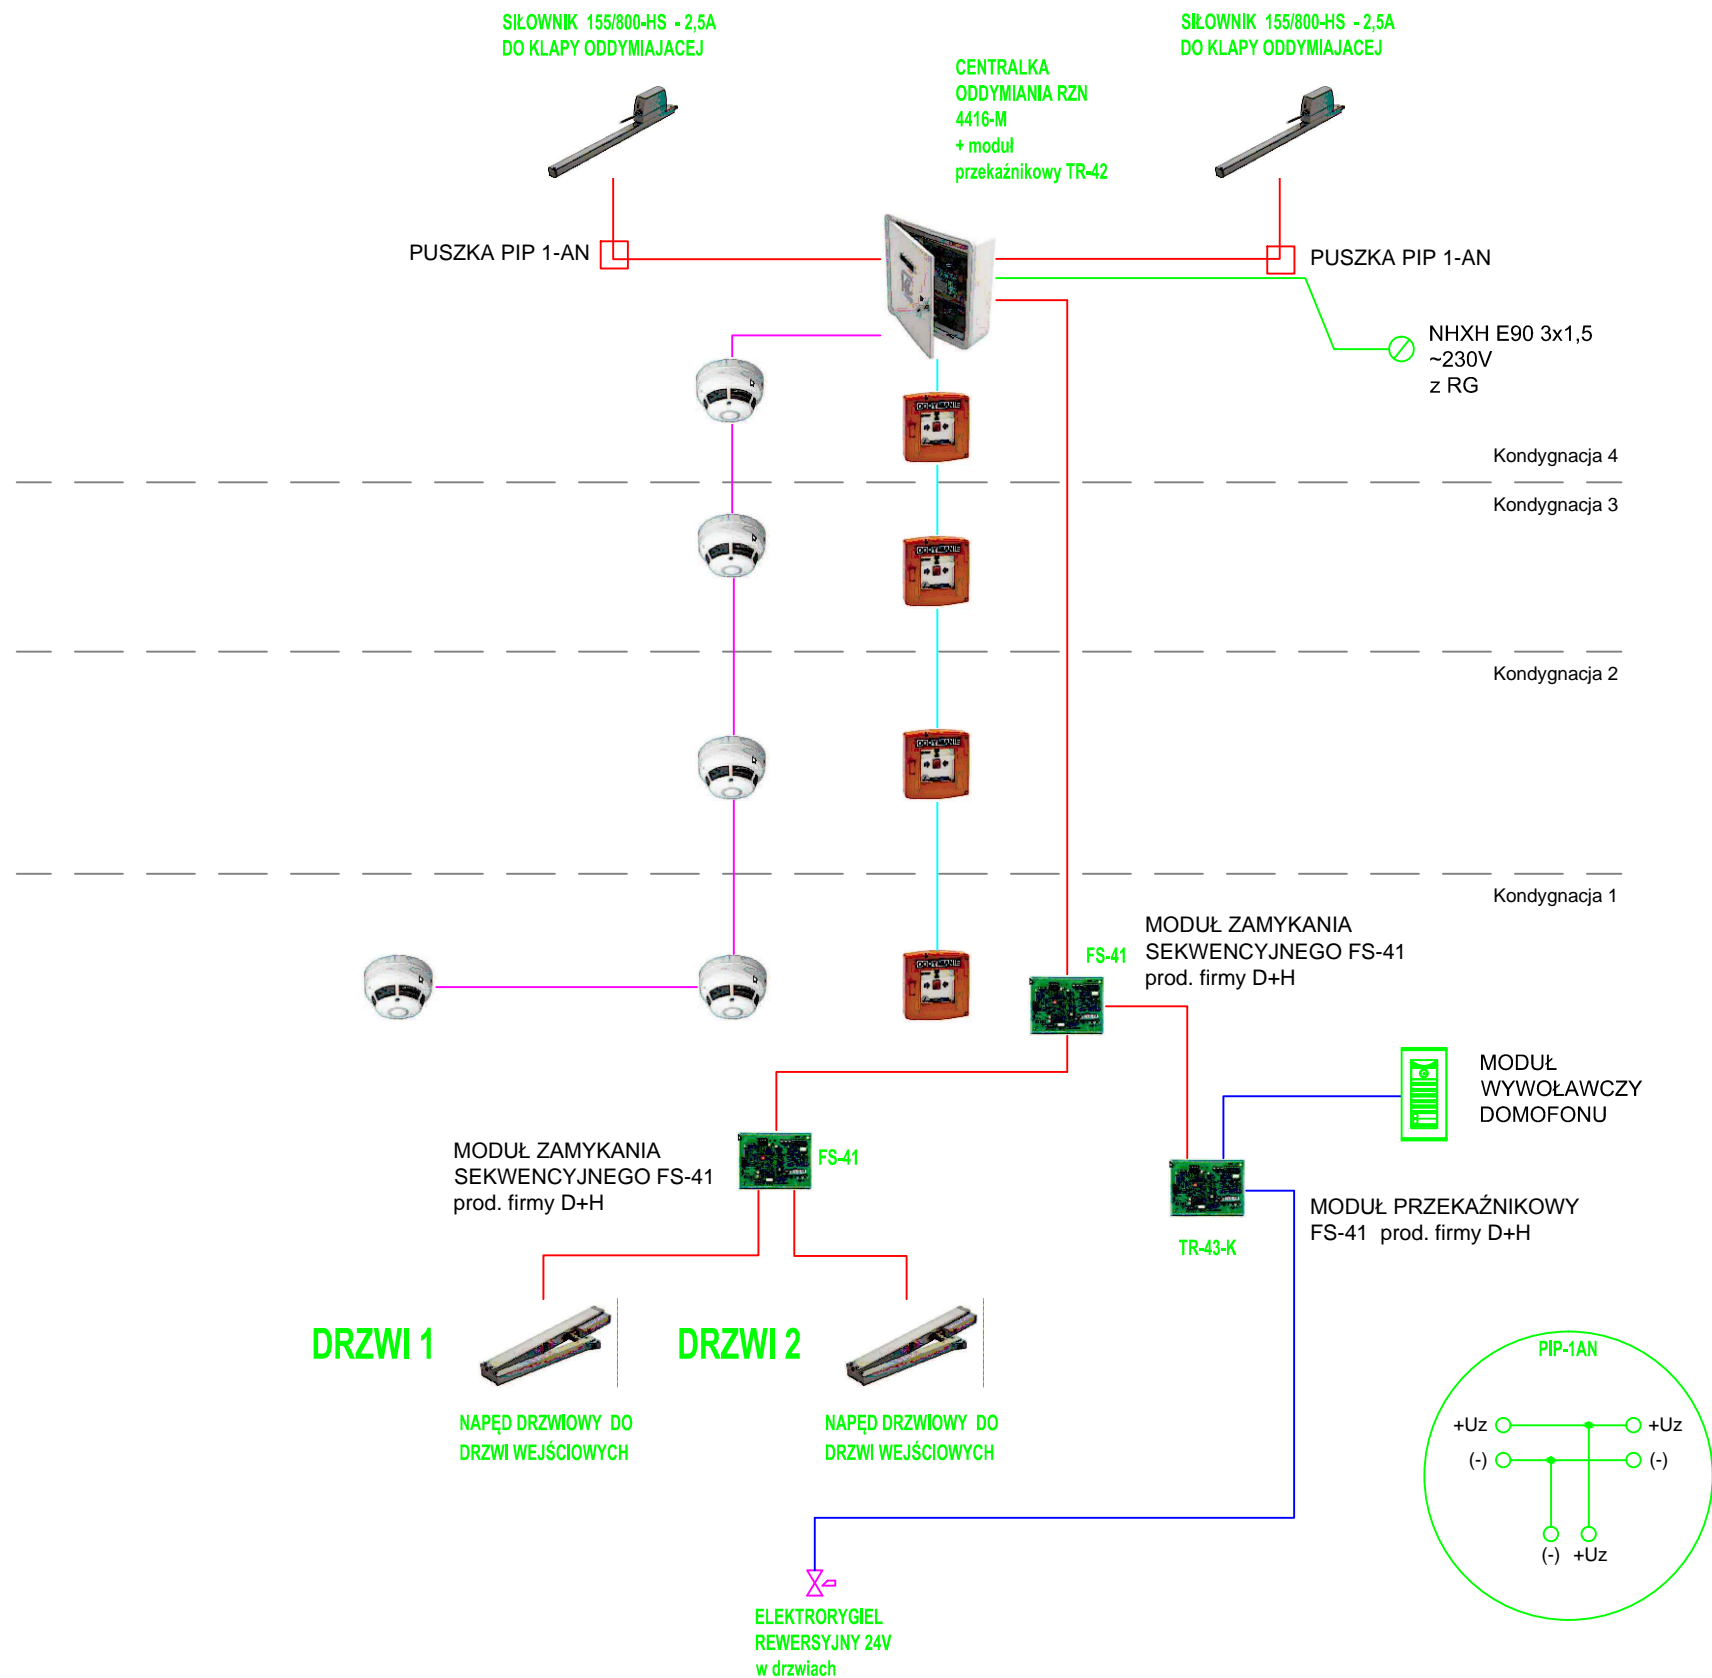 SIŁOWNIK 155/800-HS - 2,5A
DO KLAPY ODDYMIAJACEJ
SIŁOWNIK 155/800-HS - 2,5A
DO KLAPY ODDYMIAJACEJ
CENTRALKA
ODDYMIANIA RZN
4416-M
+ moduł
przekaźnikowy TR-42
PUSZKA PIP 1-AN
PUSZKA PIP 1-AN
NHXH E90 3x1,5
~230V
z RG
ODDYMIANIE
Kondygnacja 4
Kondygnacja 3
ODDYMIANIE
Kondygnacja 2
ODDYMIANIE
Kondygnacja 1
ODDYMIANIE
FS-41
MODUŁ ZAMYKANIA
SEKWENCYJNEGO FS-41
prod. firmy D+H
MODUŁ
WYWOŁAWCZY
DOMOFONU
MODUŁ ZAMYKANIA
SEKWENCYJNEGO FS-41
prod. firmy D+H
FS-41
MODUŁ PRZEKAŹNIKOWY
FS-41 prod. firmy D+H
TR-43-K
DRZWI 1
DRZWI 2
NAPĘD DRZWIOWY DO
DRZWI WEJŚCIOWYCH
NAPĘD DRZWIOWY DO
DRZWI WEJŚCIOWYCH
PIP-1AN
+Uz
+Uz
(-)
(-)
(-)
+Uz
ELEKTRORYGIEL
REWERSYJNY 24V
w drzwiach